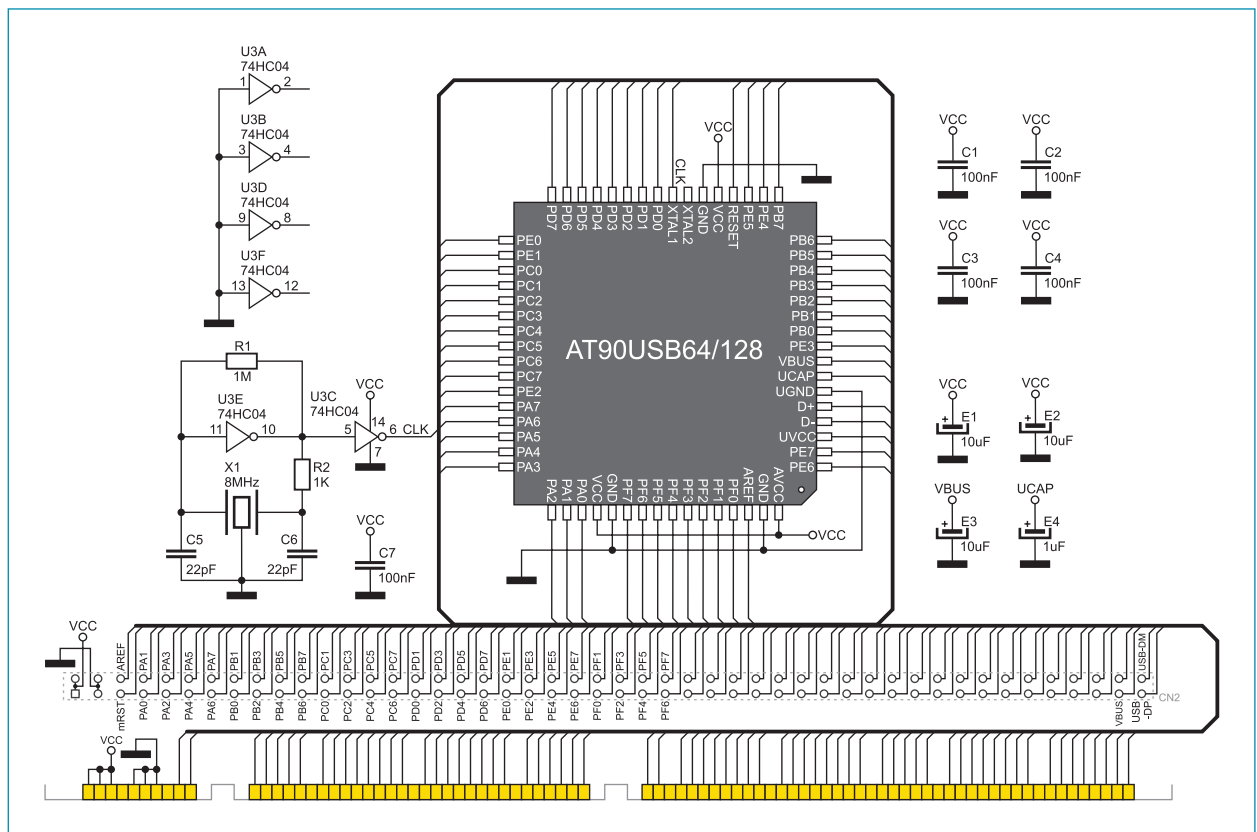 U3A
74HC04
1 2
U3B
74HC04
3 4
U3D
74HC04
9 8
U3F
74HC04
13 12
R1
1M
U3E
74HC04
11 10
U3C
74HC04
VCC
14
5 6 CLK
7
X1
8MHz
R2
1K
C5
22pF
C6
22pF
VCC
C7
100nF
VCC
CLK
PD7 PD6 PD5 PD4 PD3 PD2 PD1 PD0 XTAL1 XTAL2 GND VCC RESET PE5 PE4 PB7
PE0
PE1
PC0
PC1
PC2
PC3
PC4
PC5
PC6
PC7
PE2
PA7
PA6
PA5
PA4
PA3
AT90USB64/128
PB6
PB5
PB4
PB3
PB2
PB1
PB0
PE3
VBUS
UCAP
UGND
D+
D-
UVCC
PE7
PE6
PA2 PA1 PA0 VCC GND PF7 PF6 PF5 PF4 PF3 PF2 PF1 PF0 AREF GND AVCC
VCC
VCC
C1
100nF
VCC
C2
100nF
VCC
C3
100nF
VCC
C4
100nF
VCC
+ E1
10uF
VCC
+ E2
10uF
VBUS
+ E3
10uF
UCAP
+ E4
1uF
VCC
AREF PA1 PA3 PA5 PA7 PB1 PB3 PB5 PB7 PC1 PC3 PC5 PC7 PD1 PD3 PD5 PD7 PE1 PE3 PE5 PE7 PF1 PF3 PF5 PF7 USB-DM
CN2
mRST PA0 PA2 PA4 PA6 PB0 PB2 PB4 PB6 PC0 PC2 PC4 PC6 PD0 PD2 PD4 PD6 PE0 PE2 PE4 PE6 PF0 PF2 PF4 PF6 VBUS USB -DP
VCC